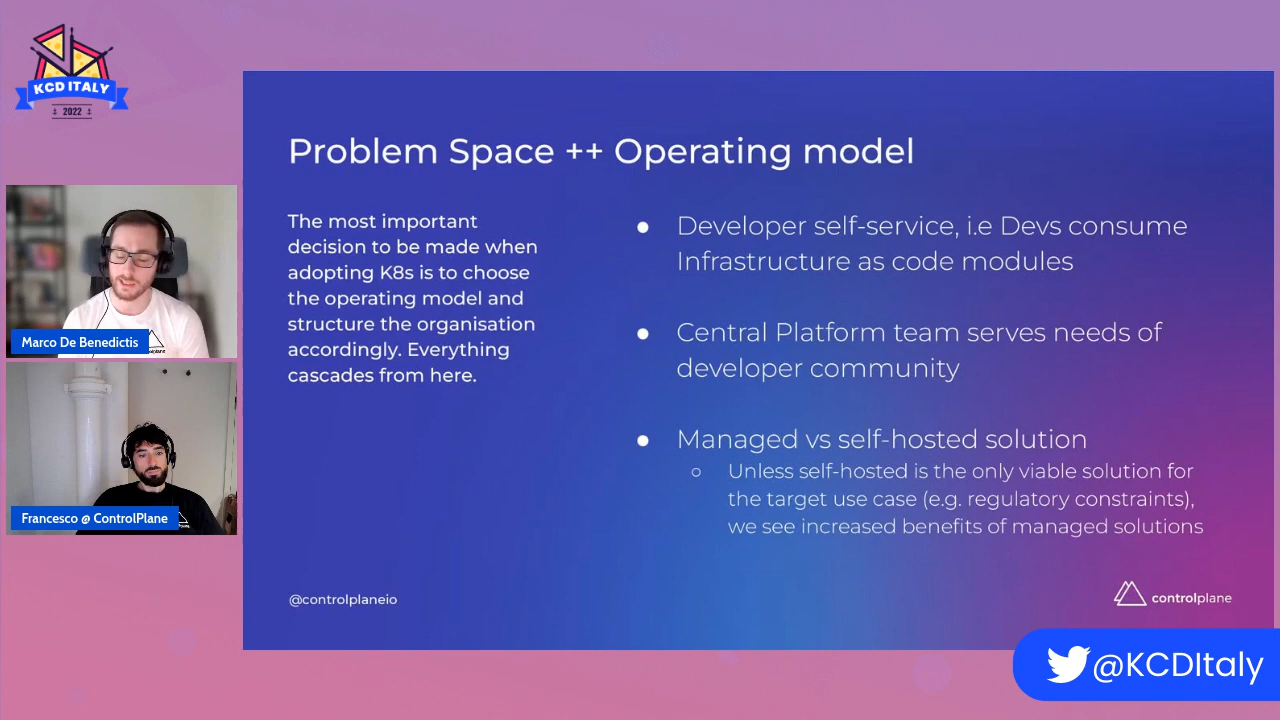 KCD ITALY
2022
Problem Space ++ Operating model
The most important
decision to be made when
adopting K8s is to choose
the operating model and
structure the organisation
accordingly. Everything
cascades from here.
● Developer self-service, i.e Devs consume
Infrastructure as code modules
● Central Platform team serves needs of
developer community
● Managed vs self-hosted solution
○ Unless self-hosted is the only viable solution for
the target use case (e.g. regulatory constraints),
we see increased benefits of managed solutions
@controlplaneio
controlplane
Marco De Benedictis
Francesco @ ControlPlane
@KCDItaly